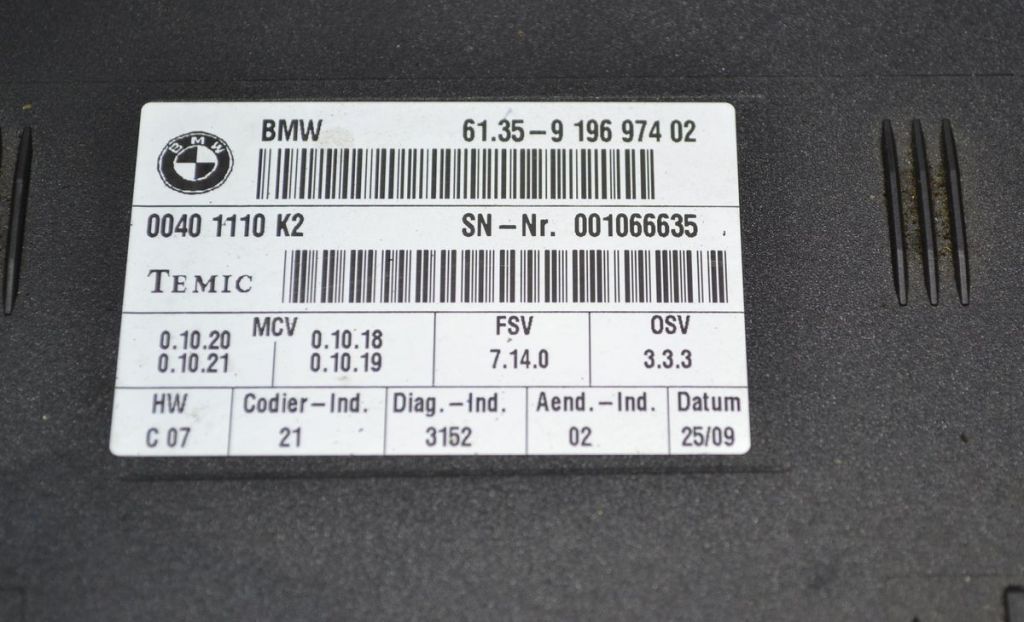 BMW
BMW 61.35-9 196 974 02
0040 1110 K2 SN-Nr. 001066635
TEMIC
MCV FSV OSV
0.10.20 0.10.18 7.14.0 3.3.3
0.10.21 0.10.19
HW Codier-Ind. Diag.-Ind. Aend.-Ind. Datum
C 07 21 3152 02 25/09